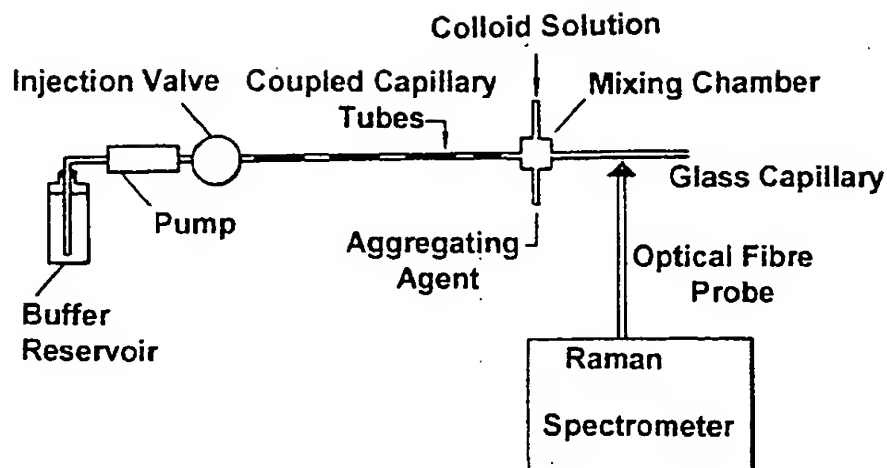 Colloid Solution
Injection Valve
Coupled Capillary
Tubes
Mixing Chamber
Glass Capillary
Pump
Aggregating
Agent
Optical Fibre
Probe
Buffer
Reservoir
Raman
Spectrometer